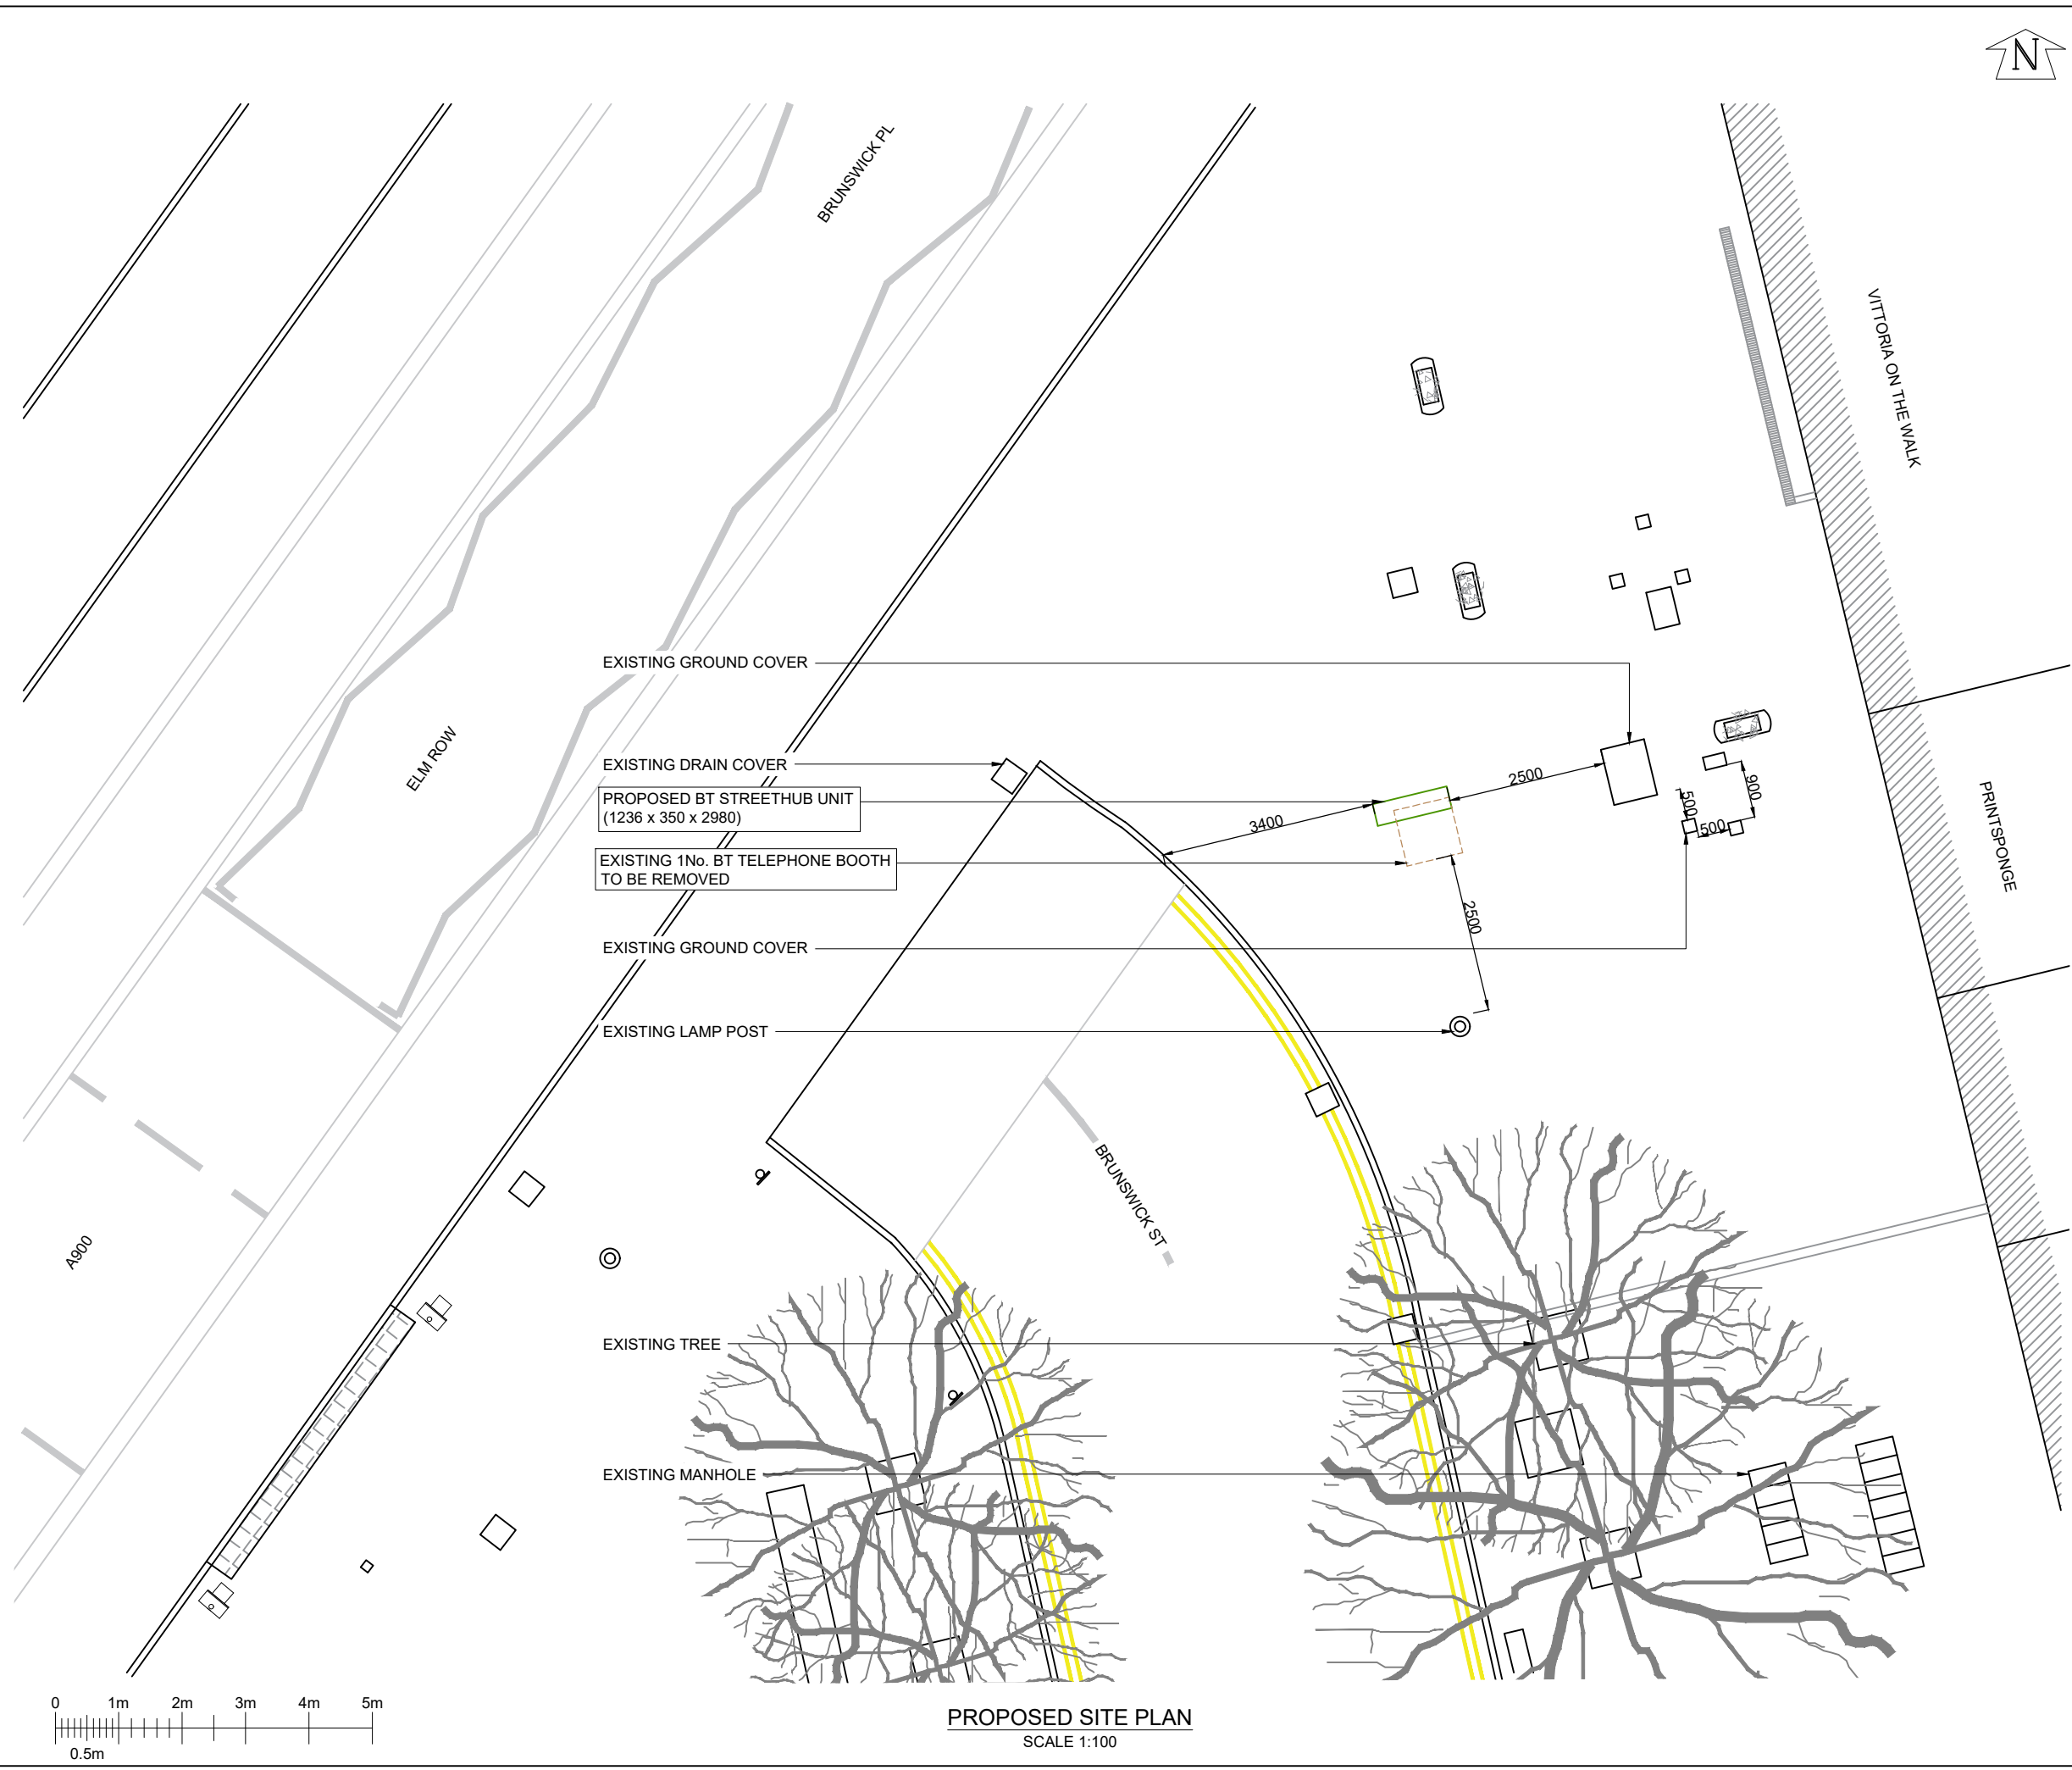 N
BRUNSWICK PL
VITTORIA ON THE WALK
EXISTING GROUND COVER
ELM ROW
EXISTING DRAIN COVER
2500
900
PROPOSED BT STREETHUB UNIT
(1236 x 350 x 2980)
3400
500
500
PRINTSPONGE
EXISTING 1No. BT TELEPHONE BOOTH
TO BE REMOVED
2500
EXISTING GROUND COVER
EXISTING LAMP POST
BRUNSWICK ST
A900
EXISTING TREE
EXISTING MANHOLE
0 1m 2m 3m 4m 5m
0.5m
PROPOSED SITE PLAN
SCALE 1:100